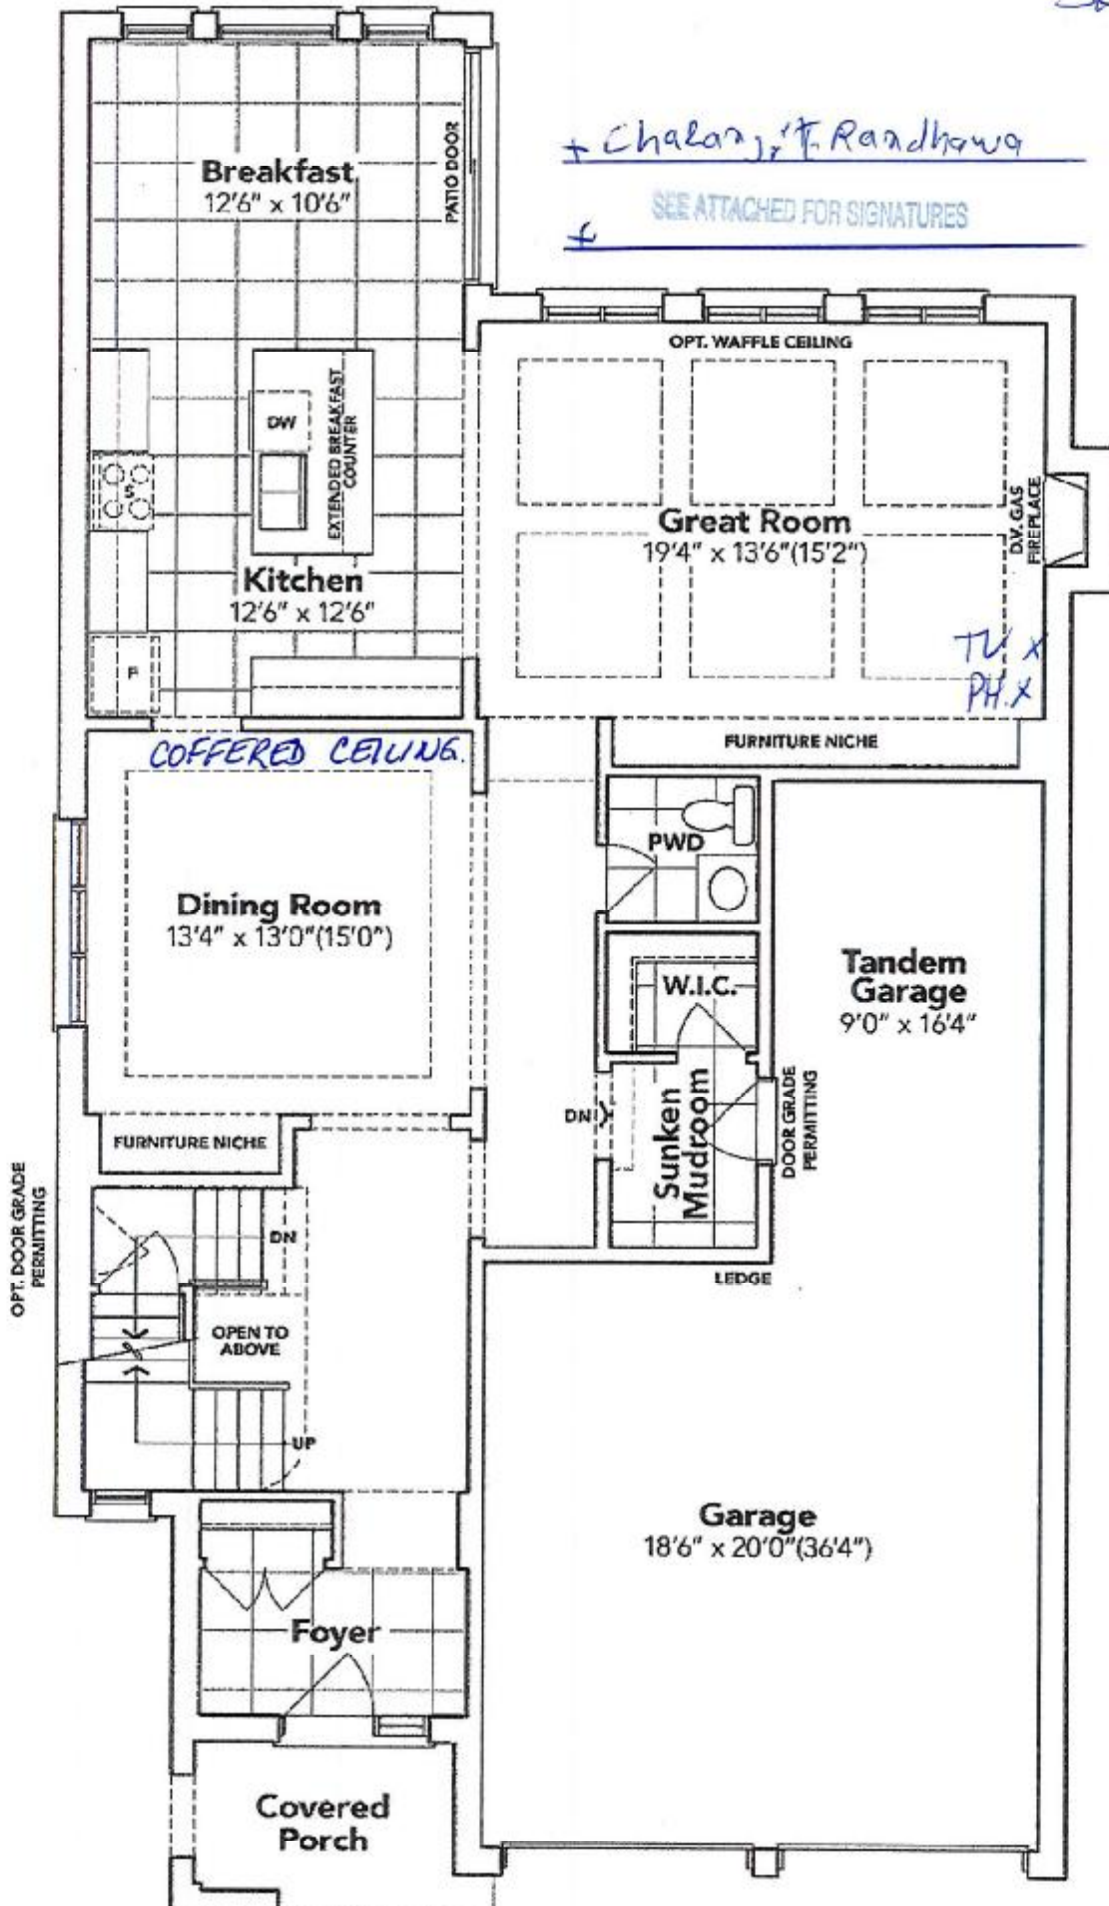 + Charanjit Randhawa
SEE ATTACHED FOR SIGNATURES
+
Breakfast
12'6" x 10'6"
PATIO DOOR
OPT. WAFFLE CEILING
DW
EXTENDED BREAKFAST
COUNTER
S
Great Room
19'4" x 13'6"(15'2")
D.V. GAS
FIREPLACE
Kitchen
12'6" x 12'6"
F
TV X
PH. X
FURNITURE NICHE
COFFERED CEILING.
PWD
Dining Room
13'4" x 13'0"(15'0")
W.I.C.
Tandem
Garage
9'0" x 16'4"
DN
Sunken
Mudroom
DOOR GRADE
PERMITTING
FURNITURE NICHE
OPT. DOOR GRADE
PERMITTING
DN
LEDGE
OPEN TO
ABOVE
UP
Garage
18'6" x 20'0"(36'4")
Foyer
Covered
Porch